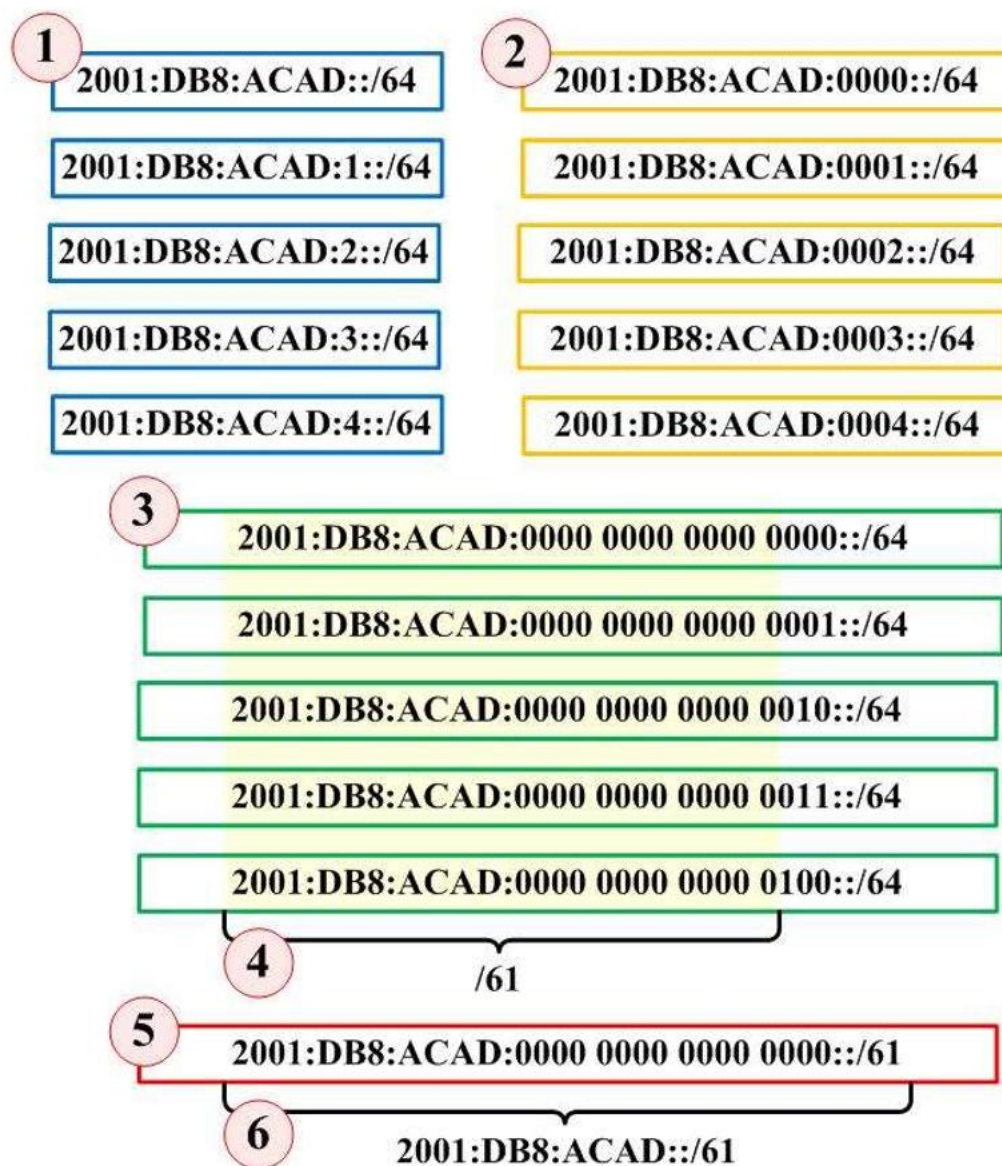 1
2001:DB8:ACAD::/64
2001:DB8:ACAD:1::/64
2001:DB8:ACAD:2::/64
2001:DB8:ACAD:3::/64
2001:DB8:ACAD:4::/64
2
2001:DB8:ACAD:0000::/64
2001:DB8:ACAD:0001::/64
2001:DB8:ACAD:0002::/64
2001:DB8:ACAD:0003::/64
2001:DB8:ACAD:0004::/64
3
2001:DB8:ACAD:0000 0000 0000 0000::/64
2001:DB8:ACAD:0000 0000 0000 0001::/64
2001:DB8:ACAD:0000 0000 0000 0010::/64
2001:DB8:ACAD:0000 0000 0000 0011::/64
2001:DB8:ACAD:0000 0000 0000 0100::/64
4
/61
5
2001:DB8:ACAD:0000 0000 0000 0000::/61
6
2001:DB8:ACAD::/61